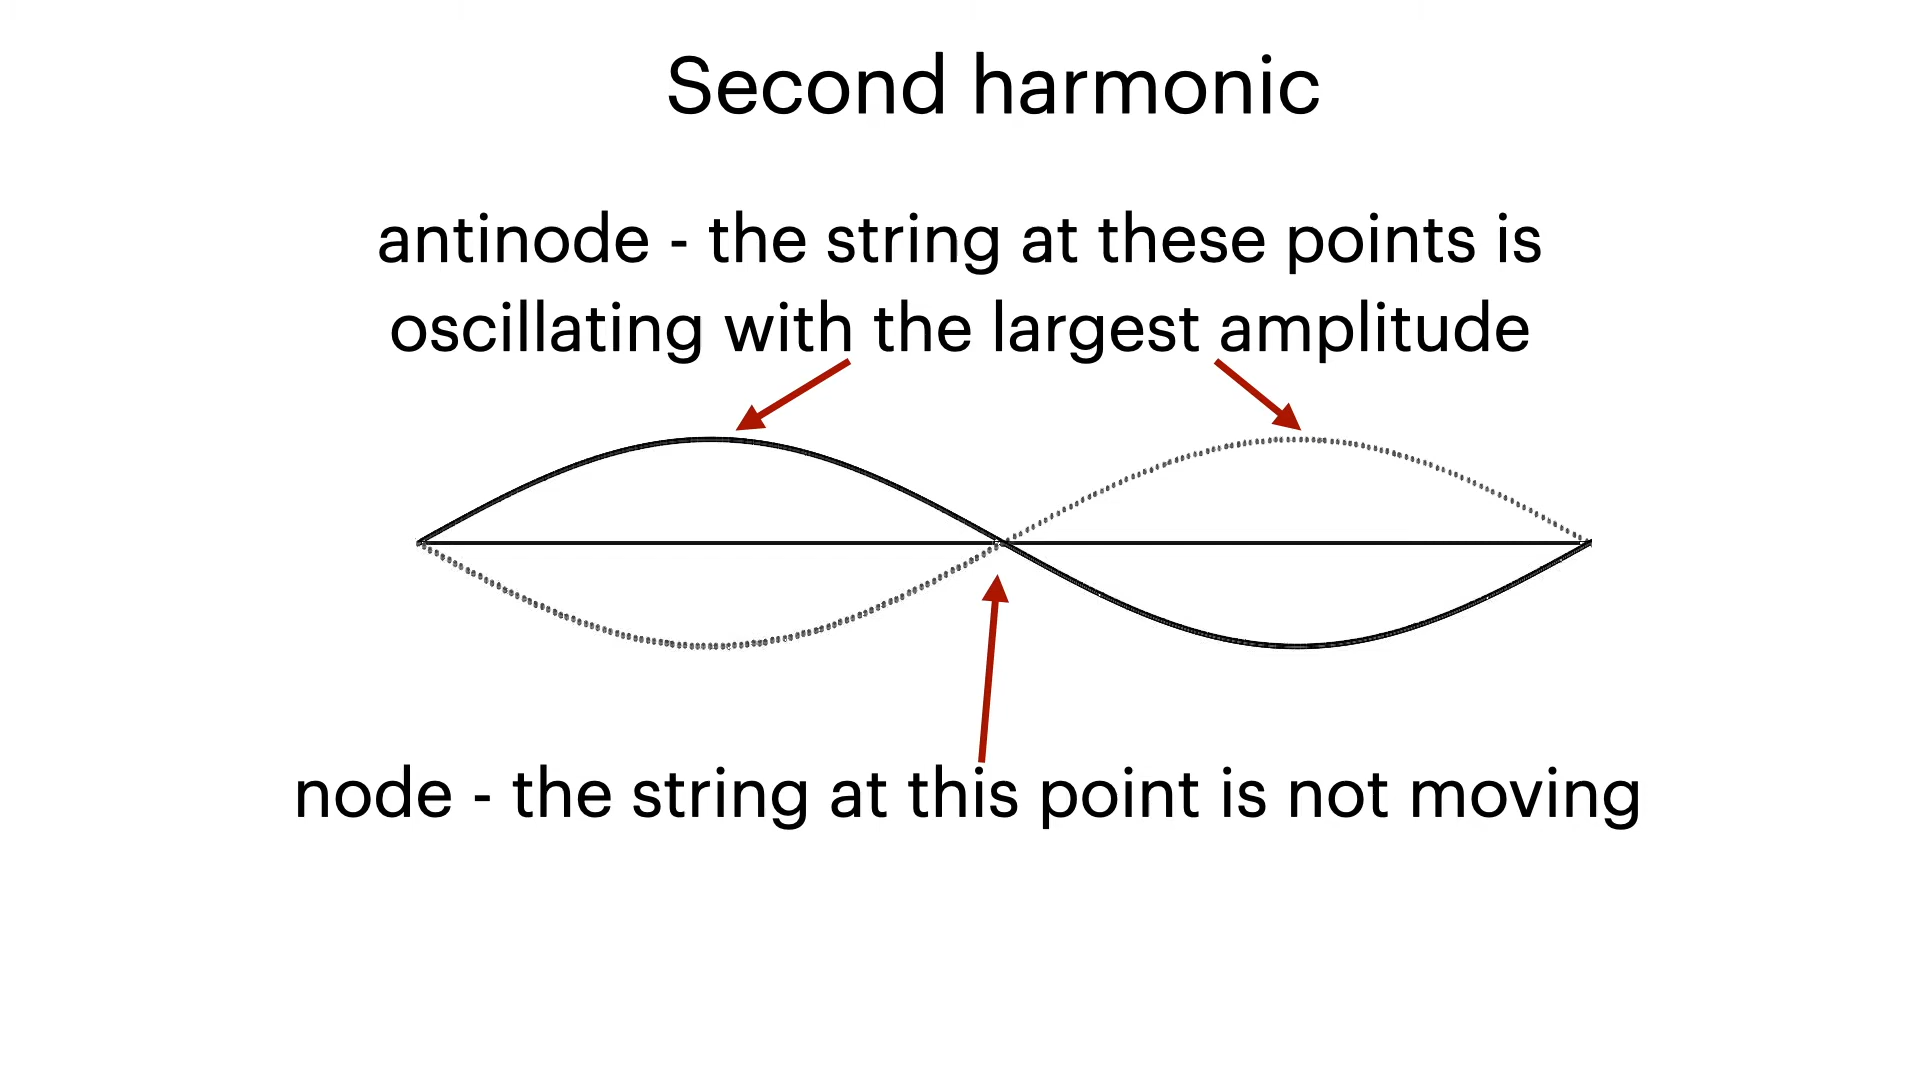 Second harmonic
antinode - the string at these points is
oscillating with the largest amplitude
node - the string at this point is not moving